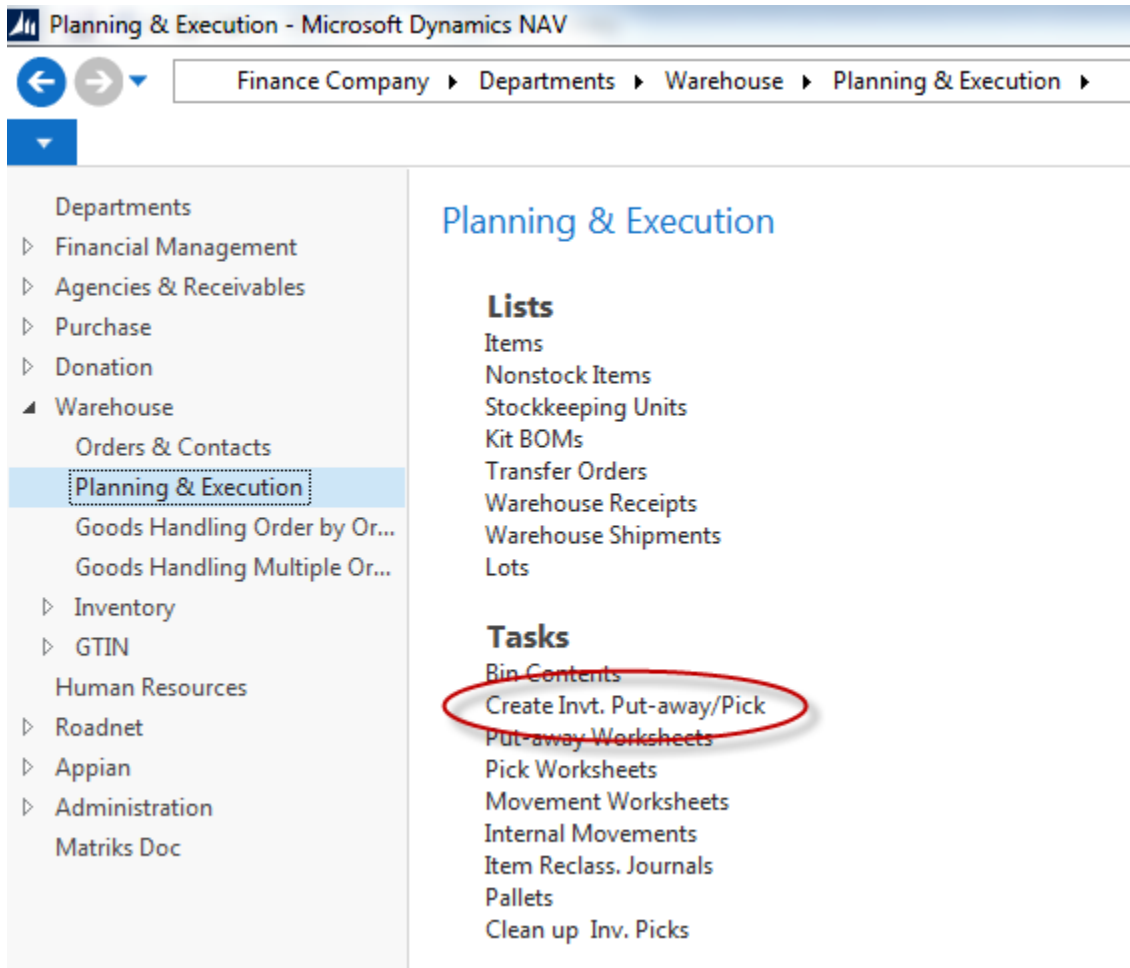 Planning & Execution - Microsoft Dynamics NAV
Finance Company Departments Warehouse Planning & Execution
Departments
Financial Management
Agencies & Receivables
Purchase
Donation
Warehouse
Orders & Contacts
Planning & Execution
Goods Handling Order by Or...
Goods Handling Multiple Or...
Inventory
GTIN
Human Resources
Roadnet
Appian
Administration
Matriks Doc
Planning & Execution
Lists
Items
Nonstock Items
Stockkeeping Units
Kit BOMs
Transfer Orders
Warehouse Receipts
Warehouse Shipments
Lots
Tasks
Bin Contents
Create Invt. Put-away/Pick
Put-away Worksheets
Pick Worksheets
Movement Worksheets
Internal Movements
Item Reclass. Journals
Pallets
Clean up  Inv. Picks